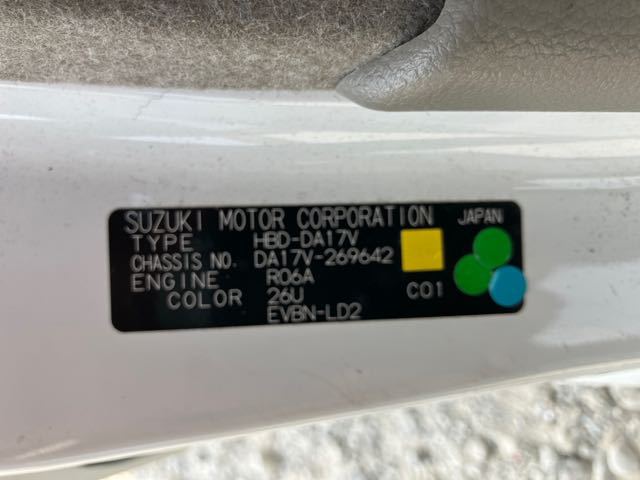 SUZUKI MOTOR CORPORATION JAPAN
TYPE HBD-DA17V
CHASSIS NO. DA17V-269642
ENGINE R06A
COLOR 26U C01
EVBN-LD2